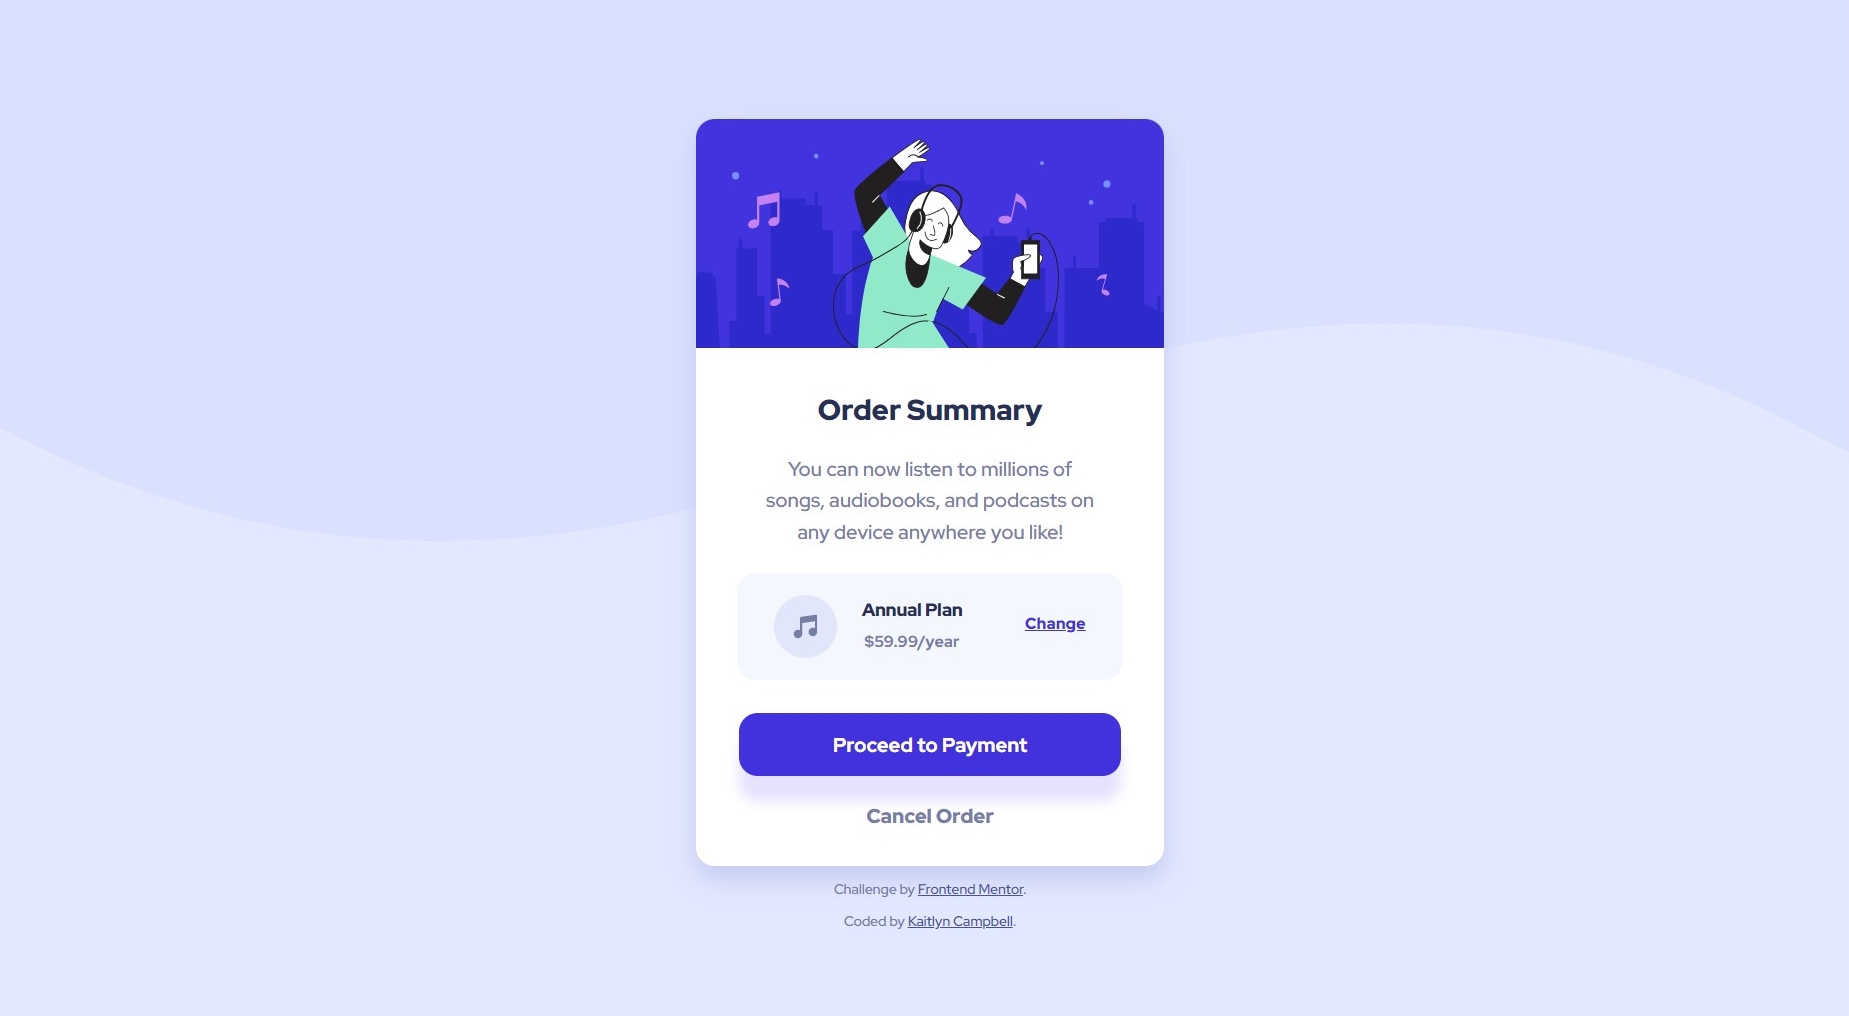 Order Summary
You can now listen to millions of
songs, audiobooks, and podcasts on
any device anywhere you like!
Annual Plan
$59.99/year
Change
Proceed to Payment
Cancel Order
Challenge by Frontend Mentor.
Coded by Kaitlyn Campbell.